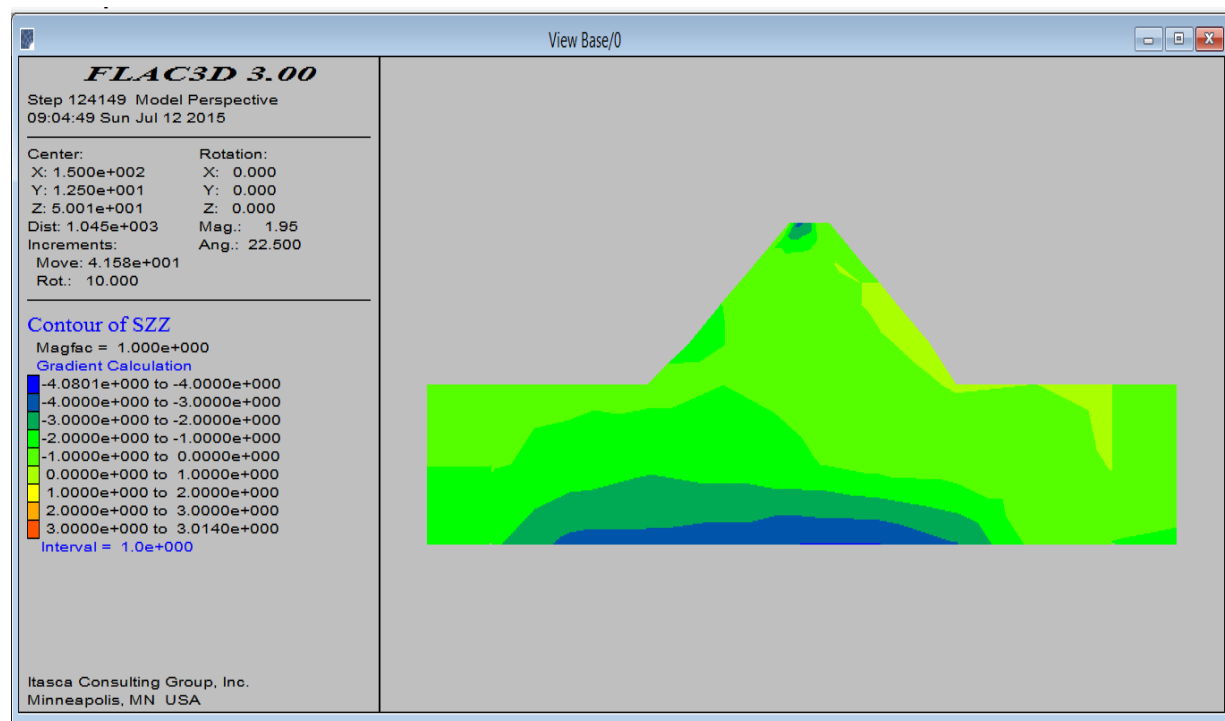 View Base/0
FLAC3D 3.00
Step 124149 Model Perspective
09:04:49 Sun Jul 12 2015
Center: Rotation:
X: 1.500e+002 X: 0.000
Y: 1.250e+001 Y: 0.000
Z: 5.001e+001 Z: 0.000
Dist: 1.045e+003 Mag.: 1.95
Increments: Ang.: 22.500
Move: 4.158e+001
Rot.: 10.000
Contour of SZZ
Magfac = 1.000e+000
Gradient Calculation
-4.0801e+000 to -4.0000e+000
-4.0000e+000 to -3.0000e+000
-3.0000e+000 to -2.0000e+000
-2.0000e+000 to -1.0000e+000
-1.0000e+000 to 0.0000e+000
0.0000e+000 to 1.0000e+000
1.0000e+000 to 2.0000e+000
2.0000e+000 to 3.0000e+000
3.0000e+000 to 3.0140e+000
Interval = 1.0e+000
Itasca Consulting Group, Inc.
Minneapolis, MN USA